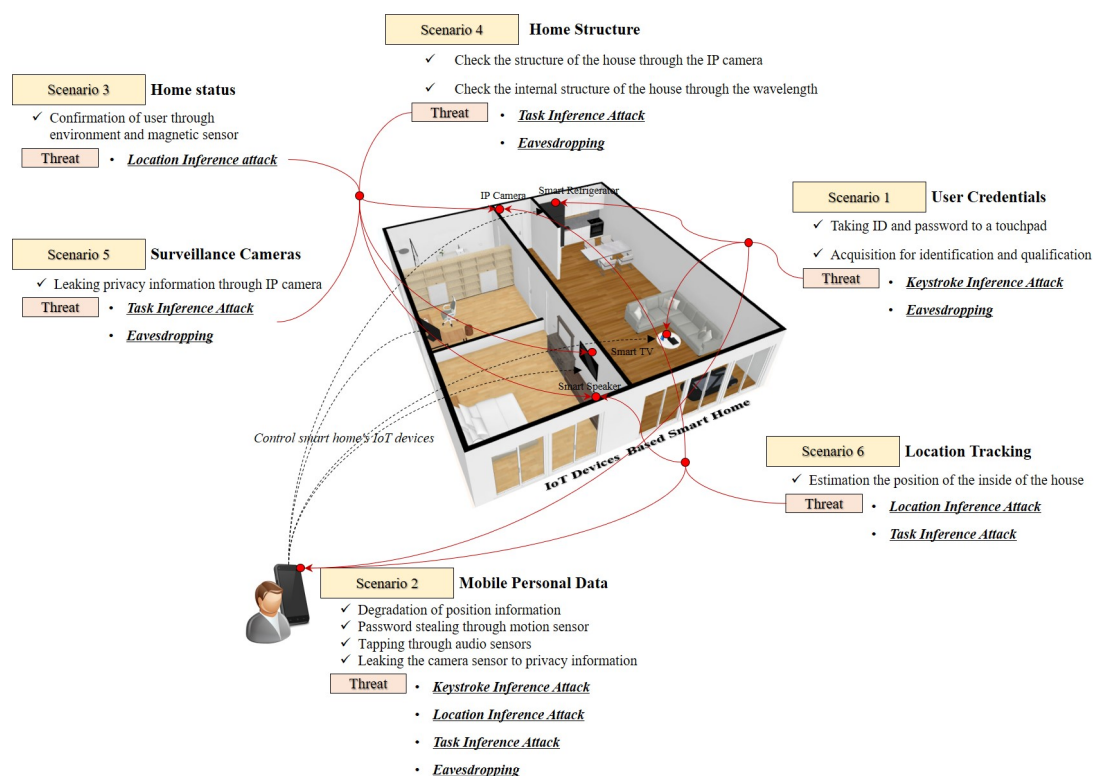 Scenario 4
Home Structure
✓ Check the structure of the house through the IP camera
✓ Check the internal structure of the house through the wavelength
Threat
• Task Inference Attack
• Eavesdropping
Scenario 3
Home status
✓ Confirmation of user through
environment and magnetic sensor
Threat
• Location Inference attack
Scenario 1
User Credentials
✓ Taking ID and password to a touchpad
✓ Acquisition for identification and qualification
Threat
• Keystroke Inference Attack
• Eavesdropping
Scenario 5
Surveillance Cameras
✓ Leaking privacy information through IP camera
Threat
• Task Inference Attack
• Eavesdropping
IP Camera
Smart Refrigerator
Smart TV
Smart Speaker
Control smart home's IoT devices
IoT Devices Based Smart Home
Scenario 6
Location Tracking
✓ Estimation the position of the inside of the house
Threat
• Location Inference Attack
• Task Inference Attack
Scenario 2
Mobile Personal Data
✓ Degradation of position information
✓ Password stealing through motion sensor
✓ Tapping through audio sensors
✓ Leaking the camera sensor to privacy information
Threat
• Keystroke Inference Attack
• Location Inference Attack
• Task Inference Attack
• Eavesdropping